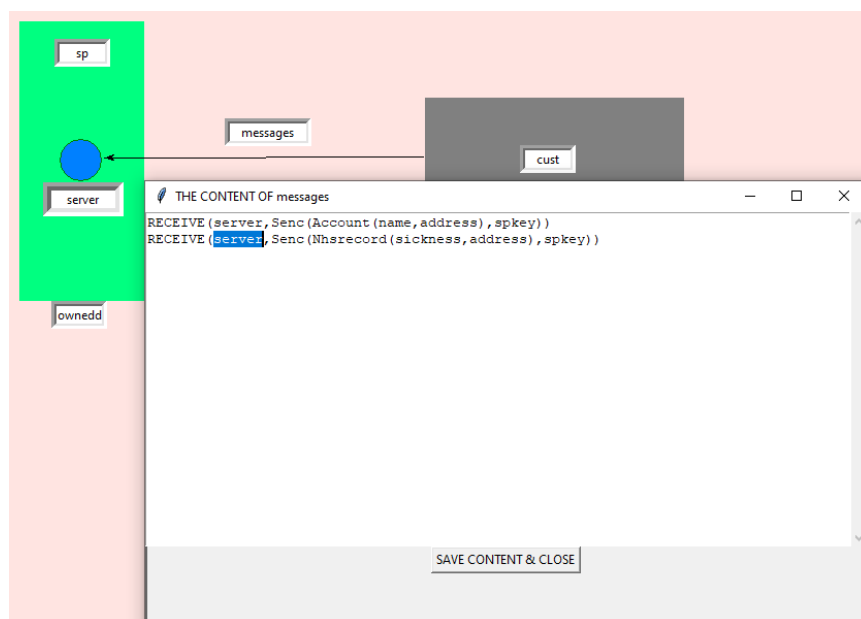 sp
messages
cust
server
THE CONTENT OF messages
RECEIVE(server,Senc(Account(name,address),spkey))
RECEIVE(server,Senc(Nhsrecord(sickness,address),spkey))
ownedd
SAVE CONTENT & CLOSE